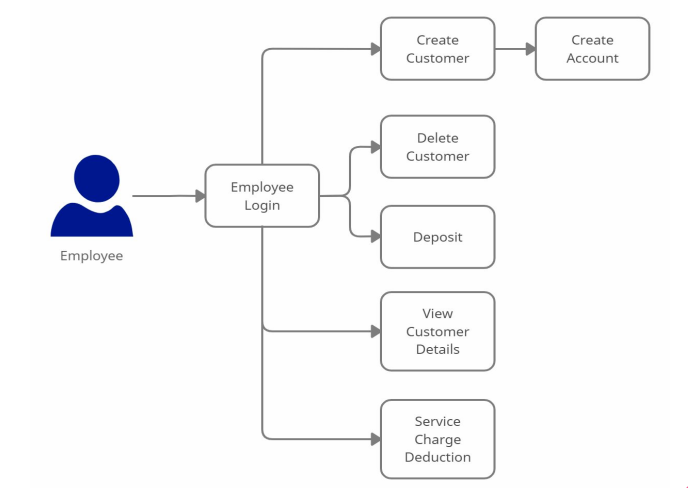 Create
Customer
Create
Account
Delete
Customer
Employee
Login
Deposit
Employee
View
Customer
Details
Service
Charge
Deduction